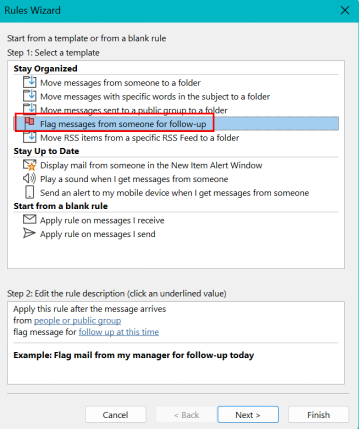 Rules Wizard
Start from a template or from a blank rule
Step 1: Select a template
Stay Organized
Move messages from someone to a folder
Move messages with specific words in the subject to a folder
Move messages sent to a public group to a folder
Flag messages from someone for follow-up
Move RSS items from a specific RSS Feed to a folder
Stay Up to Date
Display mail from someone in the New Item Alert Window
Play a sound when I get messages from someone
Send an alert to my mobile device when I get messages from someone
Start from a blank rule
Apply rule on messages I receive
Apply rule on messages I send
Step 2: Edit the rule description (click an underlined value)
Apply this rule after the message arrives
from people or public group
flag message for follow up at this time
Example: Flag mail from my manager for follow-up today
Cancel
< Back
Next >
Finish